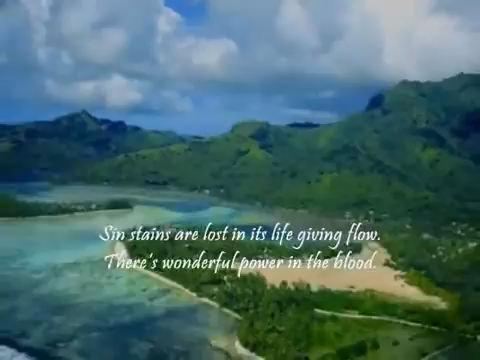 Sin stains are lost in its life giving flow.
There's wonderful power in the blood.